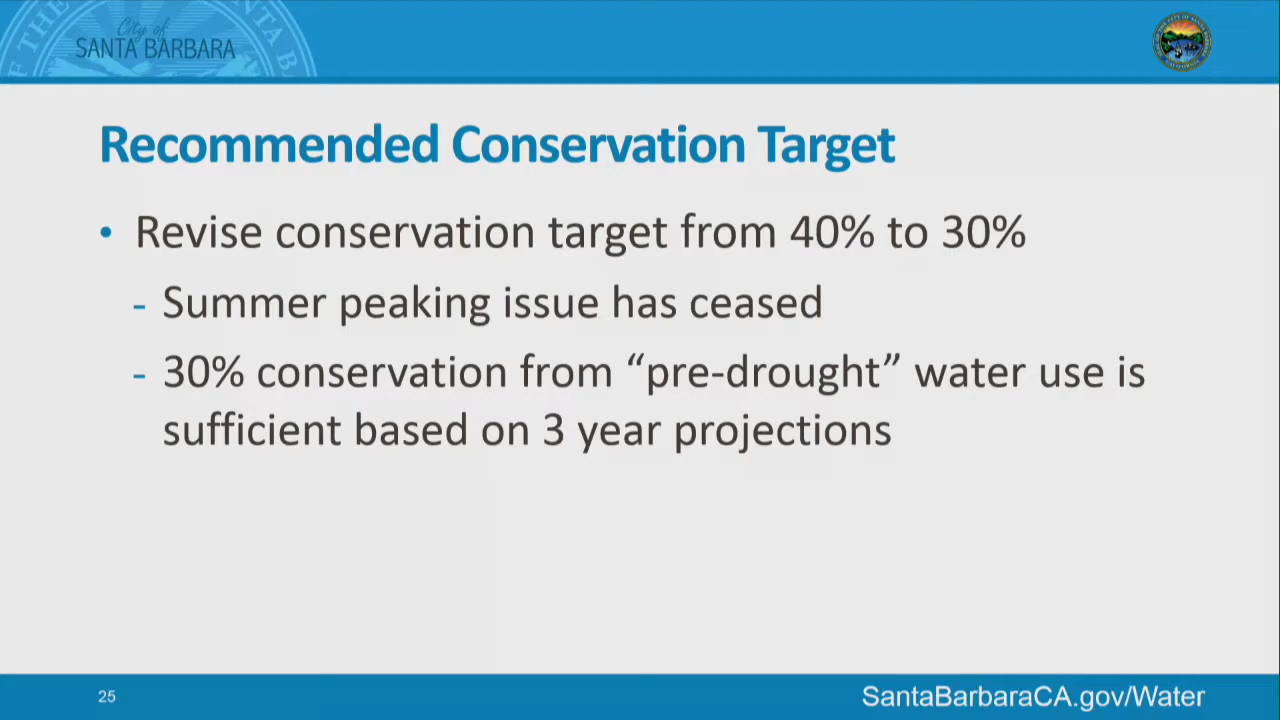 City of
SANTA BARBARA
Recommended Conservation Target
• Revise conservation target from 40% to 30%
- Summer peaking issue has ceased
- 30% conservation from “pre-drought” water use is
sufficient based on 3 year projections
25
SantaBarbaraCA.gov/Water